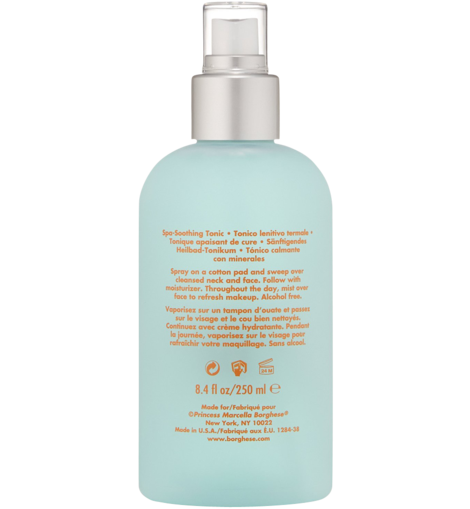 Spa-Soothing Tonic • Tonico lenitivo termale •
Tonique apaisant de cure • Sänftigendes
Heilbad-Tonikum • Tónico calmante
con minerales
Spray on a cotton pad and sweep over
cleansed neck and face. Follow with
moisturizer. Throughout the day, mist over
face to refresh makeup. Alcohol free.
Vaporisez sur un tampon d'ouate et passez
sur le visage et le cou bien nettoyés.
Continuez avec crème hydratante. Pendant
la journée, vaporisez sur le visage pour
rafraîchir votre maquillage. Sans alcool.
24 M
8.4 fl oz/250 ml ℮
Made for/Fabriqué pour
©Princess Marcella Borghese®
New York, NY 10022
Made in U.S.A./Fabriqué aux É.U. 1284-38
www.borghese.com